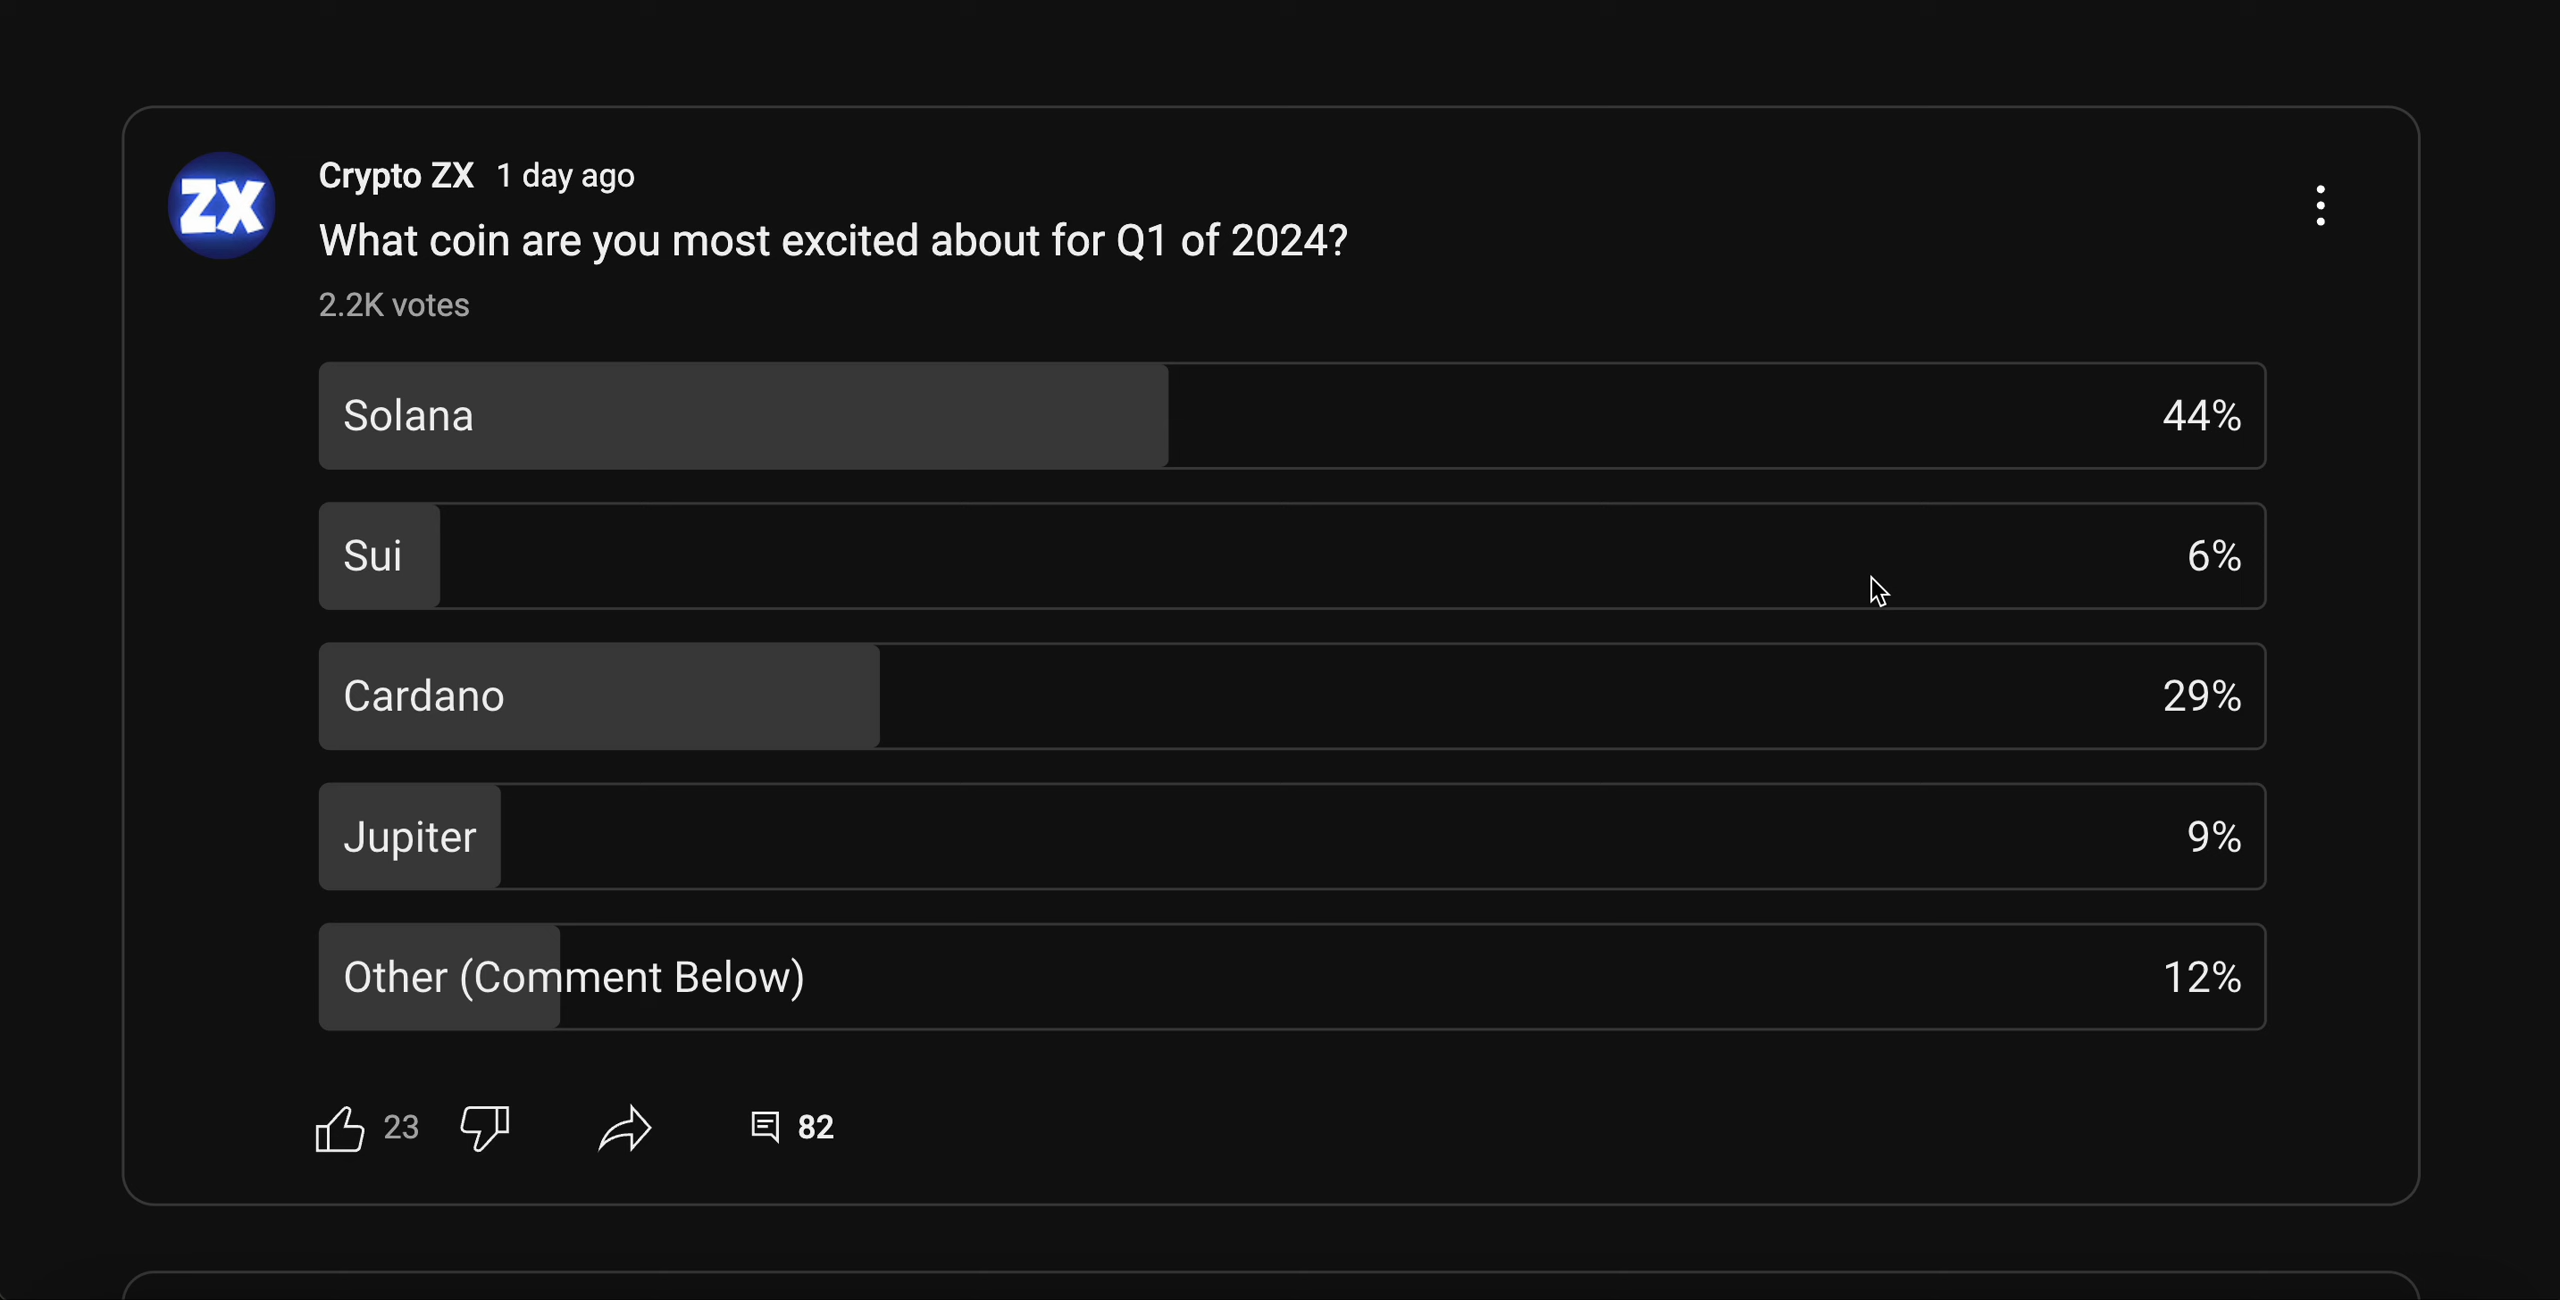 ZX
Crypto ZX 1 day ago
What coin are you most excited about for Q1 of 2024?
2.2K votes
Solana 44%
Sui 6%
Cardano 29%
Jupiter 9%
Other (Comment Below) 12%
23 82